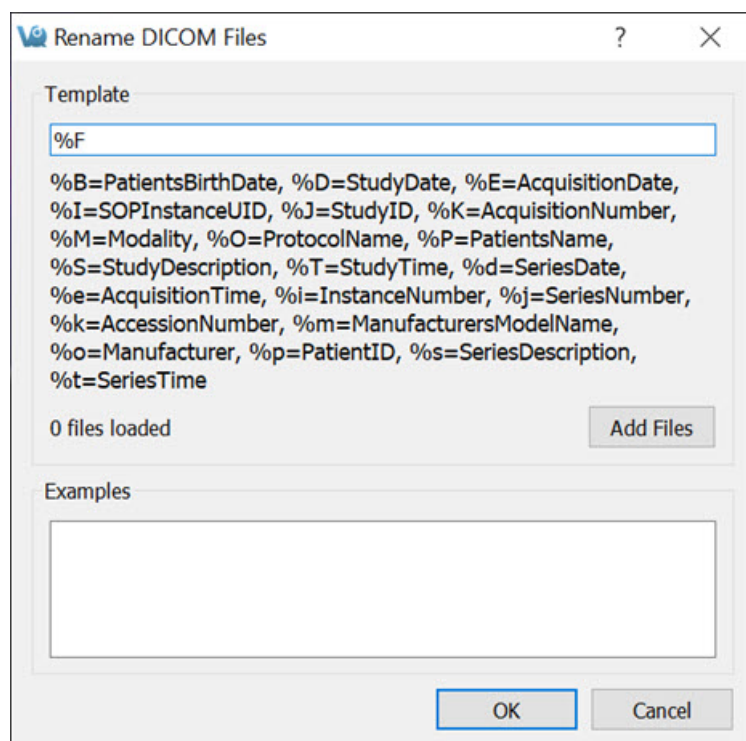 Rename DICOM Files
?
Template
%F
%B=PatientsBirthDate, %D=StudyDate, %E=AcquisitionDate,
%I=SOPInstanceUID, %J=StudyID, %K=AcquisitionNumber,
%M=Modality, %O=ProtocolName, %P=PatientsName,
%S=StudyDescription, %T=StudyTime, %d=SeriesDate,
%e=AcquisitionTime, %i=InstanceNumber, %j=SeriesNumber,
%k=AccessionNumber, %m=ManufacturersModelName,
%o=Manufacturer, %p=PatientID, %s=SeriesDescription,
%t=SeriesTime
0 files loaded
Add Files
Examples
OK
Cancel